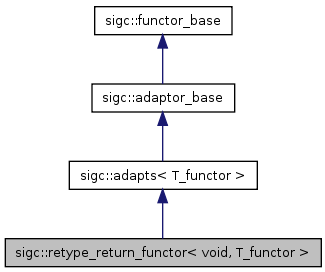 sigc::functor_base
sigc::adaptor_base
sigc::adapts< T_functor >
sigc::retype_return_functor< void, T_functor >